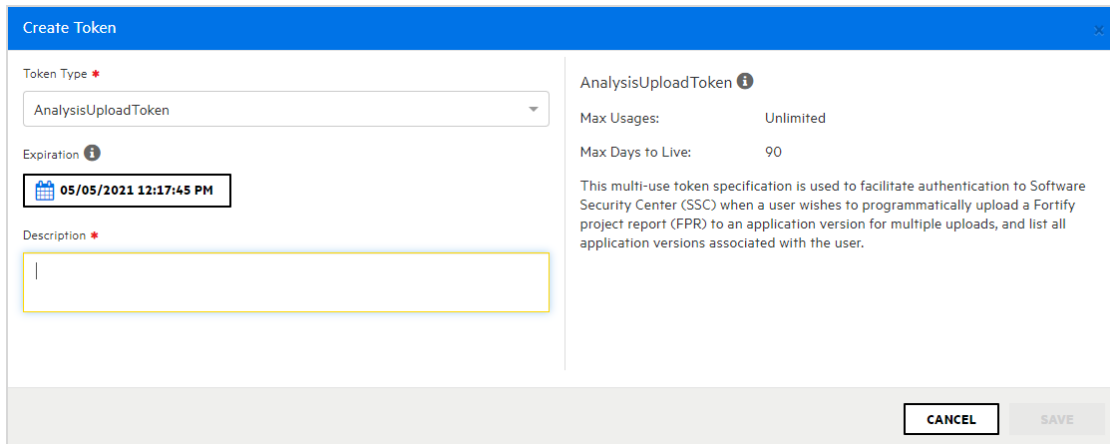 Create Token
Token Type *
AnalysisUploadToken
Expiration
05/05/2021 12:17:45 PM
Description *
AnalysisUploadToken
Max Usages: Unlimited
Max Days to Live: 90
This multi-use token specification is used to facilitate authentication to Software
Security Center (SSC) when a user wishes to programmatically upload a Fortify
project report (FPR) to an application version for multiple uploads, and list all
application versions associated with the user.
CANCEL
SAVE